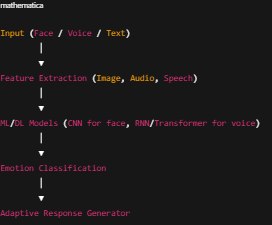 mathematica
Input (Face / Voice / Text)
│
▼
Feature Extraction (Image, Audio, Speech)
│
▼
ML/DL Models (CNN for face, RNN/Transformer for voice)
│
▼
Emotion Classification
│
▼
Adaptive Response Generator